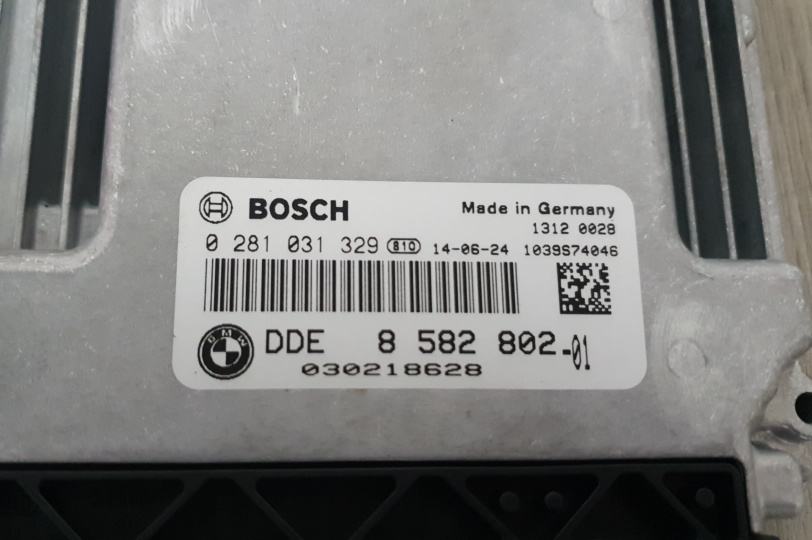 BOSCH Made in Germany
1312 0028
0 281 031 329 810 14-06-24 1039S74046
BMW DDE 8 582 802-01
030218628